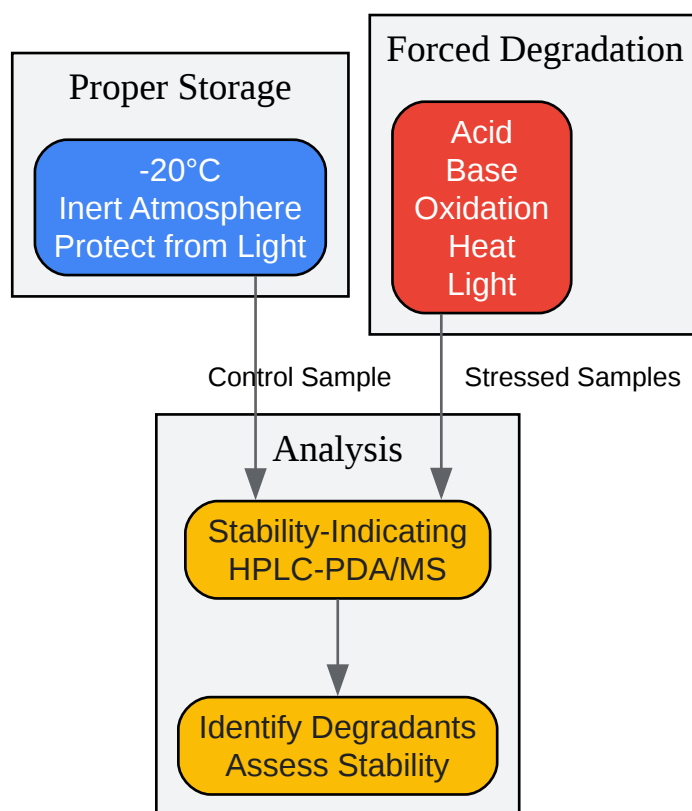 Proper Storage
-20°C
Inert Atmosphere
Protect from Light
Forced Degradation
Acid
Base
Oxidation
Heat
Light
Control Sample
Stressed Samples
Analysis
Stability-Indicating
HPLC-PDA/MS
Identify Degradants
Assess Stability